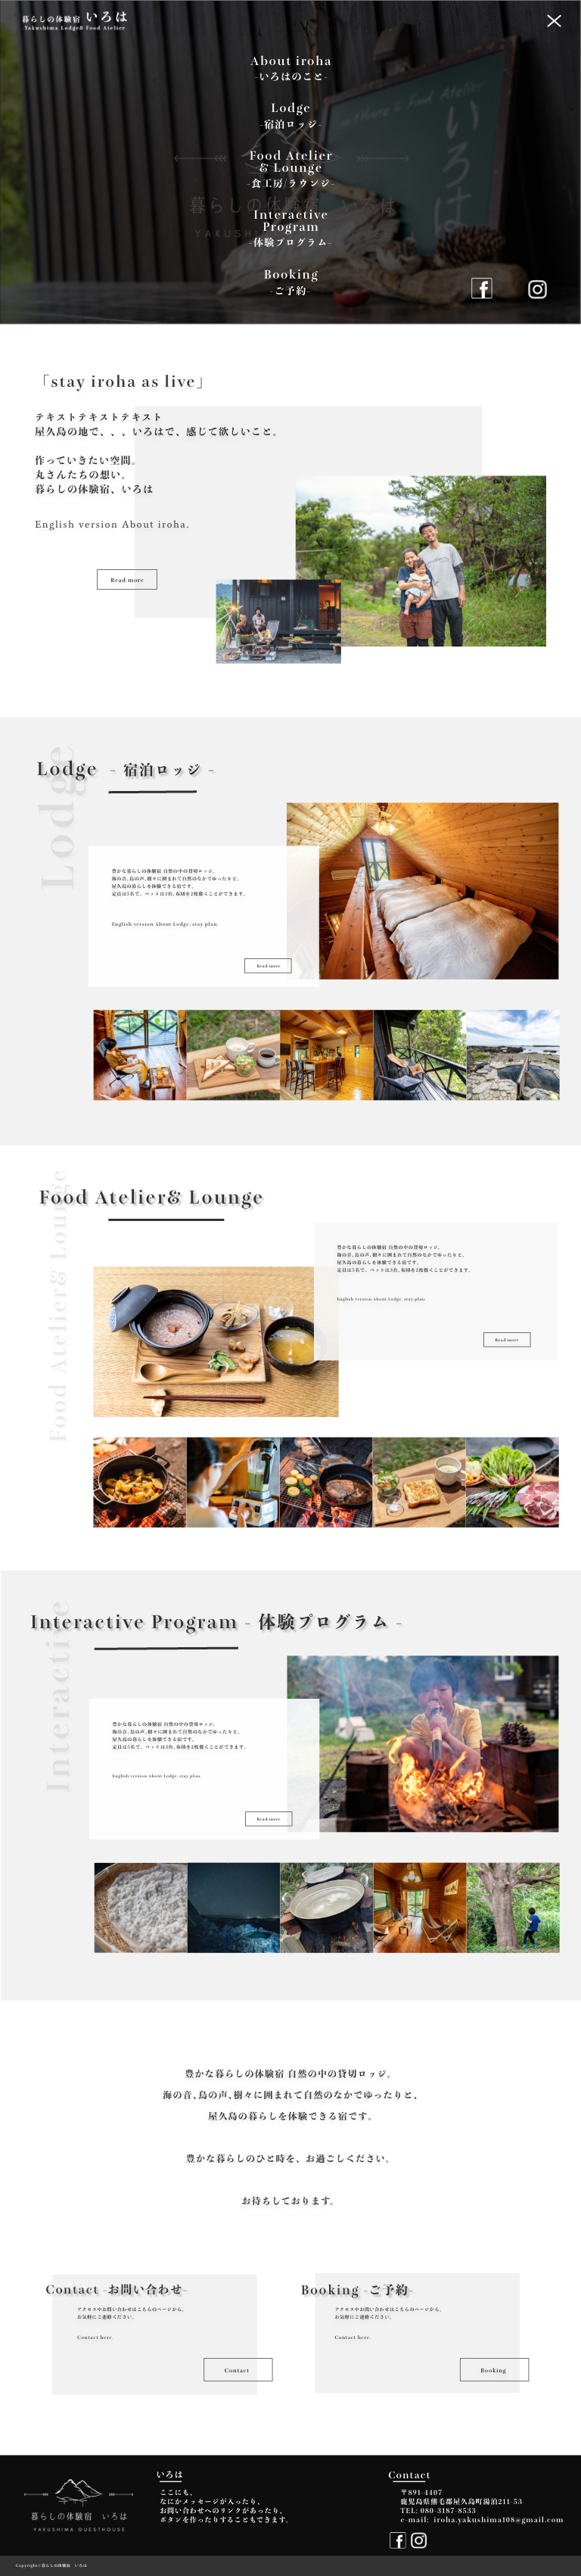 暮らしの体験宿 いろは
Yakushima Lodge& Food Atelier
About iroha
-いろはのこと-
Lodge
-宿泊ロッジ-
Food Atelier
& Lounge
-食工房/ラウンジ-
Interactive
Program
-体験プログラム-
Booking
-ご予約-
暮らしの体験宿 いろは
「stay iroha as live」
テキストテキストテキスト
屋久島の地で、、、いろはで、感じて欲しいこと。
作っていきたい空間。
丸さんたちの想い。
暮らしの体験宿、いろは
English version About iroha.
Read more
Lodge - 宿泊ロッジ -
Lodge
豊かな暮らしの体験宿 自然の中の貸切ロッジ。
海の音、鳥の声、樹々に囲まれて自然のなかでゆったりと、
屋久島の暮らしを体験できる宿です。
定員は5名で、ベットは3台、布団を2枚敷くことができます。
English version About Lodge, stay plan.
Read more
Food Atelier& Lounge
Food Atelier& Lounge
豊かな暮らしの体験宿 自然の中の貸切ロッジ。
海の音、鳥の声、樹々に囲まれて自然のなかでゆったりと、
屋久島の暮らしを体験できる宿です。
定員は5名で、ベットは3台、布団を2枚敷くことができます。
English version About Lodge, stay plan.
Read more
Interactive Program - 体験プログラム -
Interactive
豊かな暮らしの体験宿 自然の中の貸切ロッジ。
海の音、鳥の声、樹々に囲まれて自然のなかでゆったりと、
屋久島の暮らしを体験できる宿です。
定員は5名で、ベットは3台、布団を2枚敷くことができます。
English version About Lodge, stay plan.
Read more
豊かな暮らしの体験宿 自然の中の貸切ロッジ。
海の音、鳥の声、樹々に囲まれて自然のなかでゆったりと、
屋久島の暮らしを体験できる宿です。
豊かな暮らしのひと時を、お過ごしください。
お待ちしております。
Contact -お問い合わせ-
アクセスやお問い合わせはこちらのページから。
お気軽にご連絡ください。
Contact here.
Contact
Booking -ご予約-
アクセスやお問い合わせはこちらのページから。
お気軽にご連絡ください。
Contact here.
Booking
暮らしの体験宿 いろは
YAKUSHIMA GUESTHOUSE
いろは
ここにも、
なにかメッセージが入ったり、
お問い合わせへのリンクがあったり、
ボタンを作ったりすることもできます。
Contact
〒891-4407
鹿児島県熊毛郡屋久島町湯泊211-53
TEL: 080-3187-8533
e-mail: iroha.yakushima108@gmail.com
Copyright©暮らしの体験宿 いろは